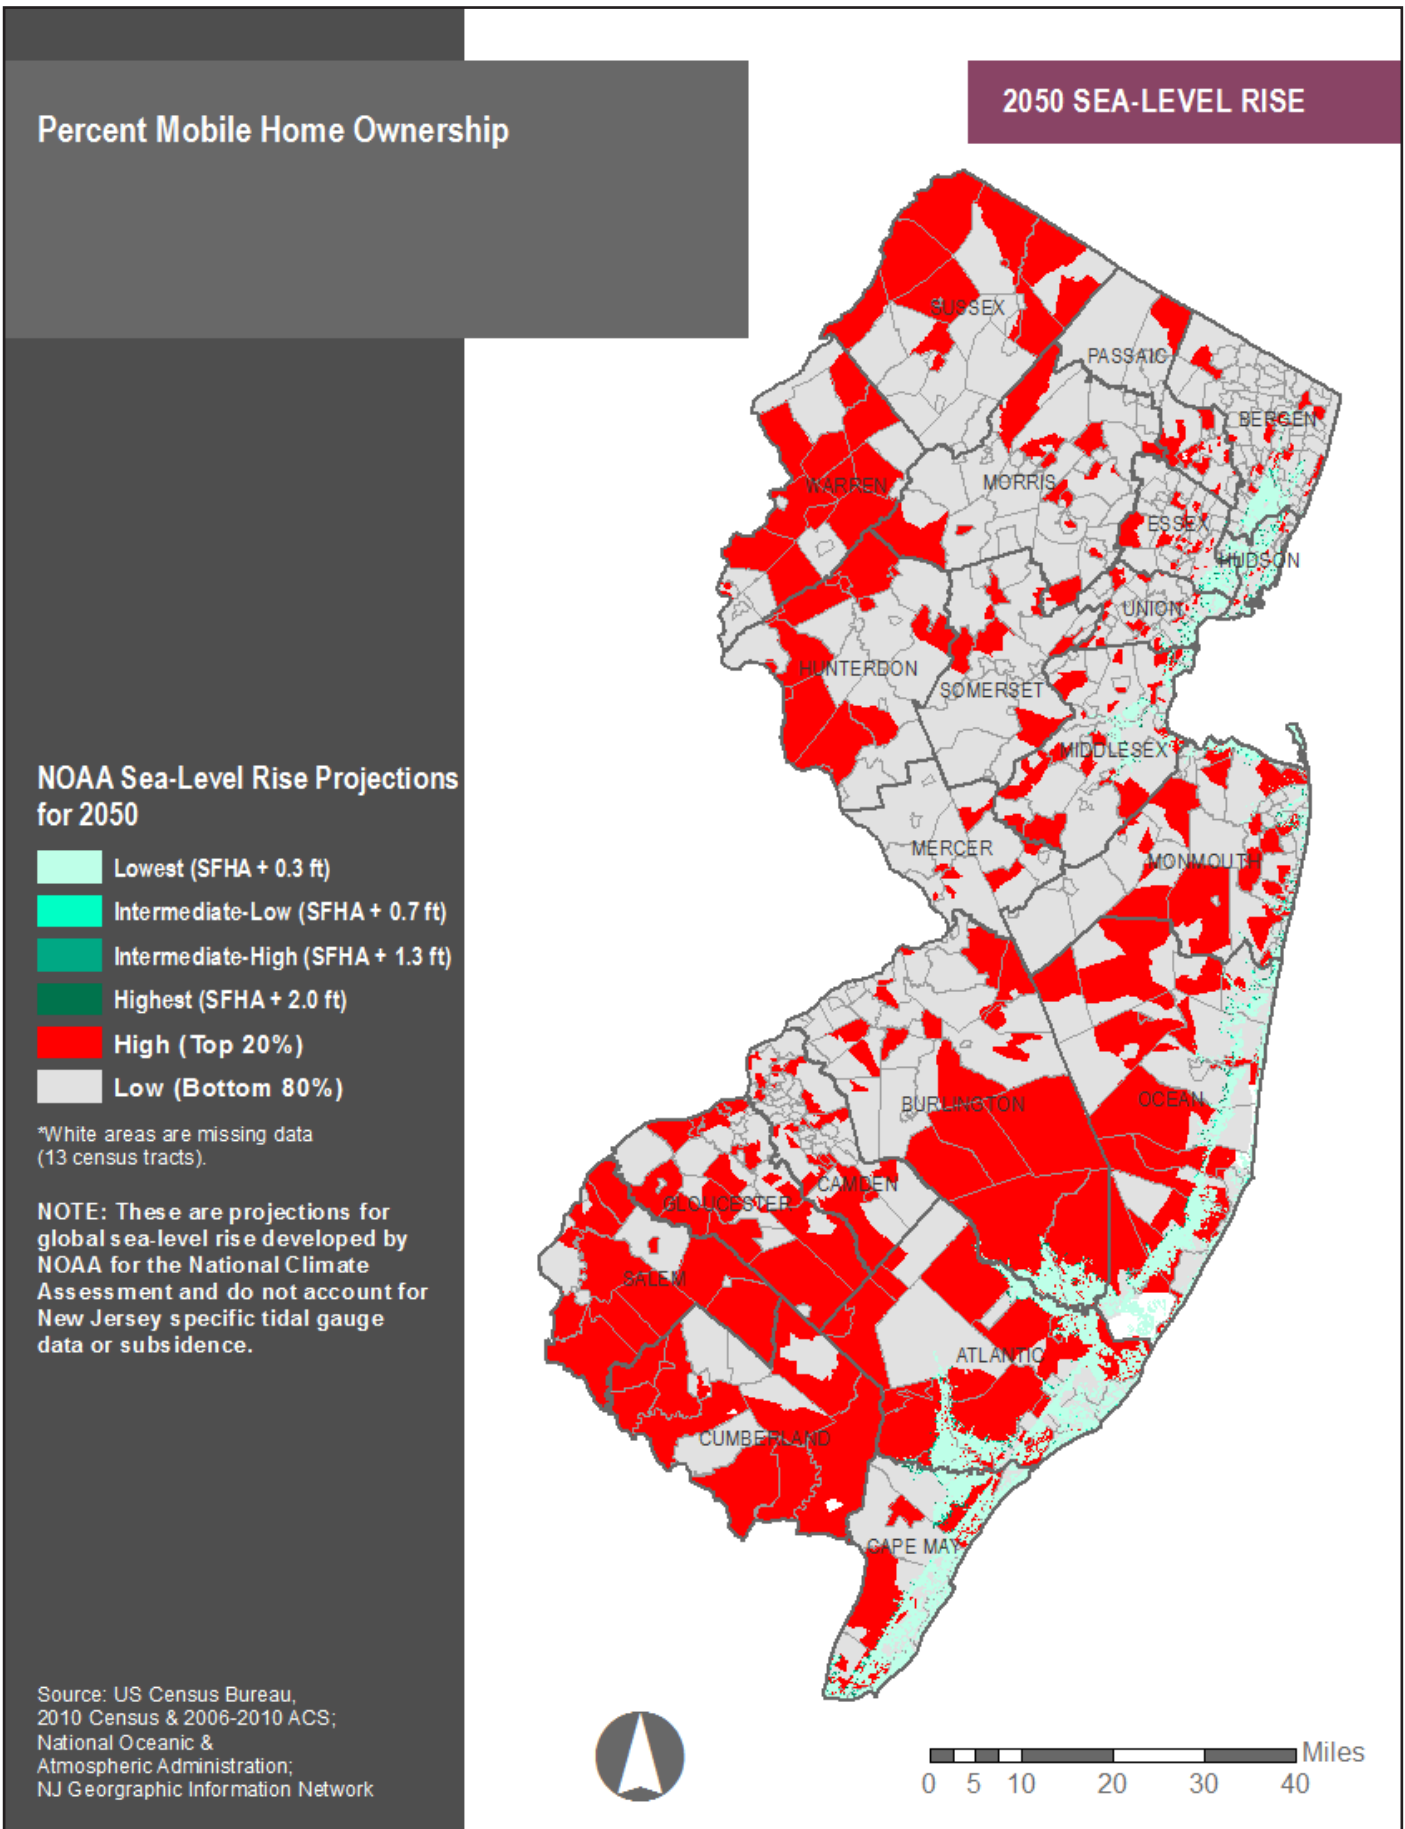 Percent Mobile Home Ownership
2050 SEA-LEVEL RISE
SUSSEX
PASSAIC
BERGEN
WARREN
MORRIS
ESSEX
HUDSON
UNION
HUNTERDON
SOMERSET
MIDDLESEX
MERCER
MONMOUTH
BURLINGTON
OCEAN
CAMDEN
GLOUCESTER
SALEM
ATLANTIC
CUMBERLAND
CAPE MAY
NOAA Sea-Level Rise Projections
for 2050
Lowest (SFHA + 0.3 ft)
Intermediate-Low (SFHA + 0.7 ft)
Intermediate-High (SFHA + 1.3 ft)
Highest (SFHA + 2.0 ft)
High (Top 20%)
Low (Bottom 80%)
*White areas are missing data
(13 census tracts).
NOTE: These are projections for
global sea-level rise developed by
NOAA for the National Climate
Assessment and do not account for
New Jersey specific tidal gauge
data or subsidence.
Source: US Census Bureau,
2010 Census & 2006-2010 ACS;
National Oceanic &
Atmospheric Administration;
NJ Georgraphic Information Network
Miles
0 5 10 20 30 40